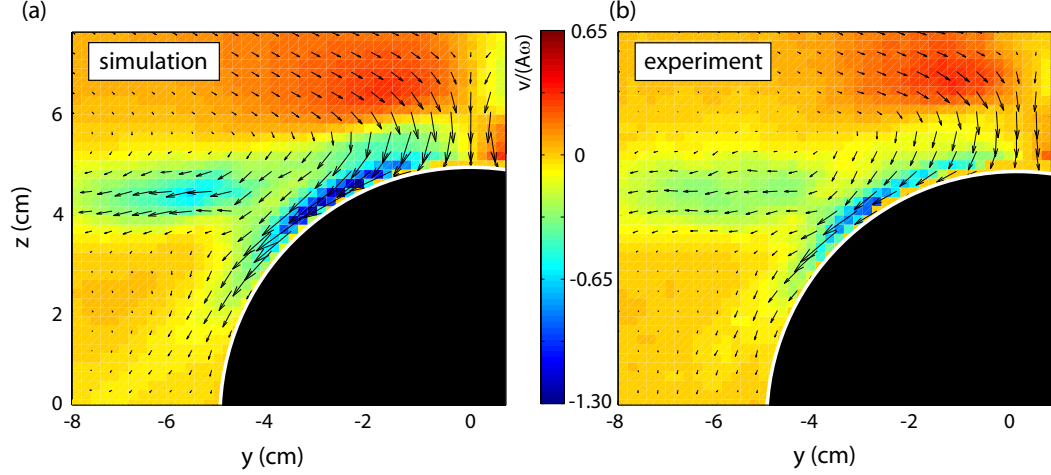 (a)
simulation
6
4
2
0
z (cm)
-8
-6
-4
-2
0
y (cm)
v/(Aω)
0.65
0
-0.65
-1.30
(b)
experiment
-8
-6
-4
-2
0
y (cm)